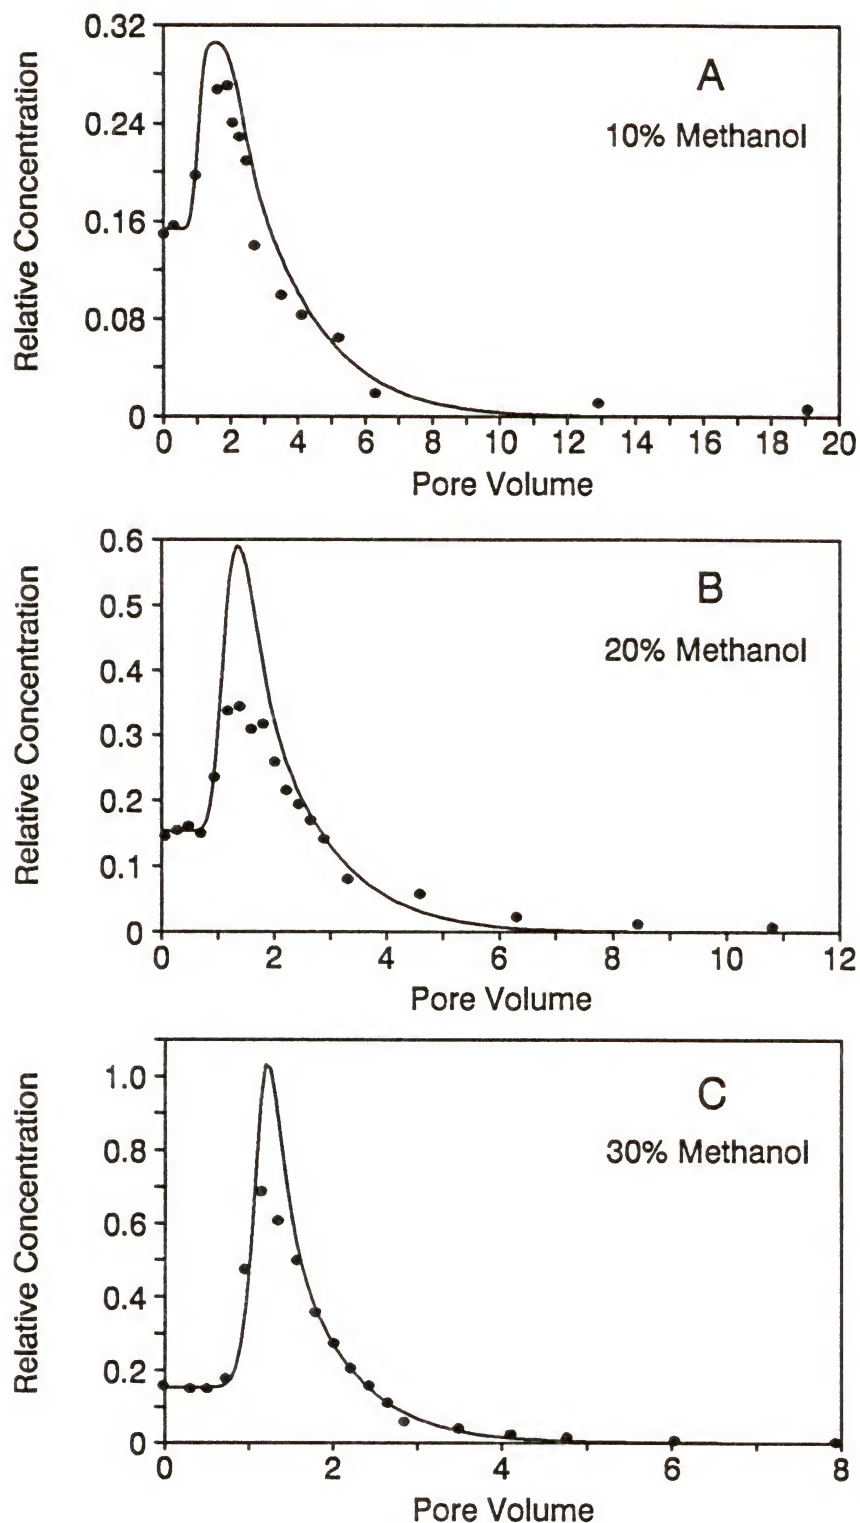 Relative Concentration
0.32
0.24
0.16
0.08
0
A
10% Methanol
0 2 4 6 8 10 12 14 16 18 20
Pore Volume
Relative Concentration
0.6
0.5
0.4
0.3
0.2
0.1
0
B
20% Methanol
0 2 4 6 8 10 12
Pore Volume
Relative Concentration
1.0
0.8
0.6
0.4
0.2
0
C
30% Methanol
0 2 4 6 8
Pore Volume